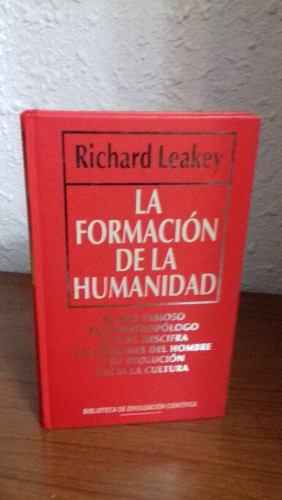 Richard Leakey
LA
FORMACIÓN
DE LA
HUMANIDAD
EL MÁS FAMOSO
PALEOANTROPÓLOGO
ACTUAL DESCIFRA
LOS ORÍGENES DEL HOMBRE
Y SU EVOLUCIÓN
HACIA LA CULTURA
BIBLIOTECA DE DIVULGACIÓN CIENTÍFICA